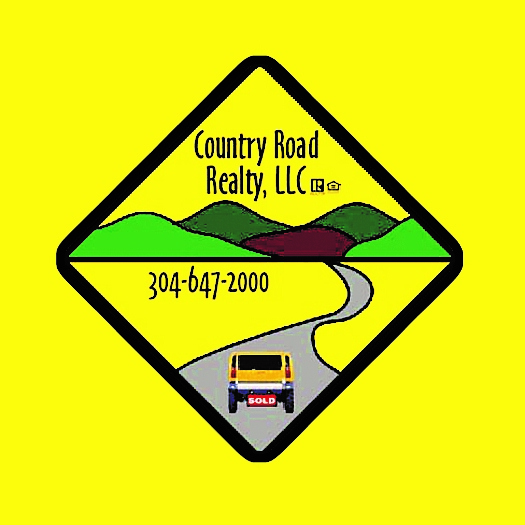 Country Road
Realty, LLC
304-647-2000
SOLD